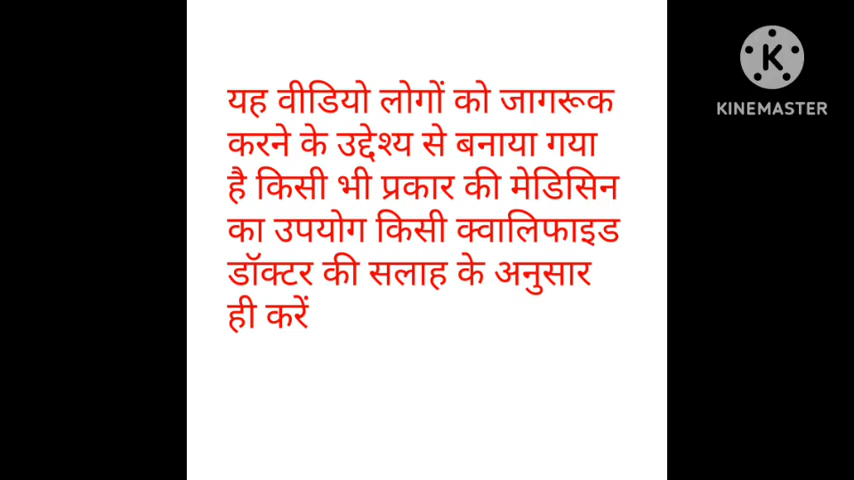 यह वीडियो लोगों को जागरूक
करने के उद्देश्य से बनाया गया
है किसी भी प्रकार की मेडिसिन
का उपयोग किसी क्वालिफाइड
डॉक्टर की सलाह के अनुसार
ही करें
K
KINEMASTER